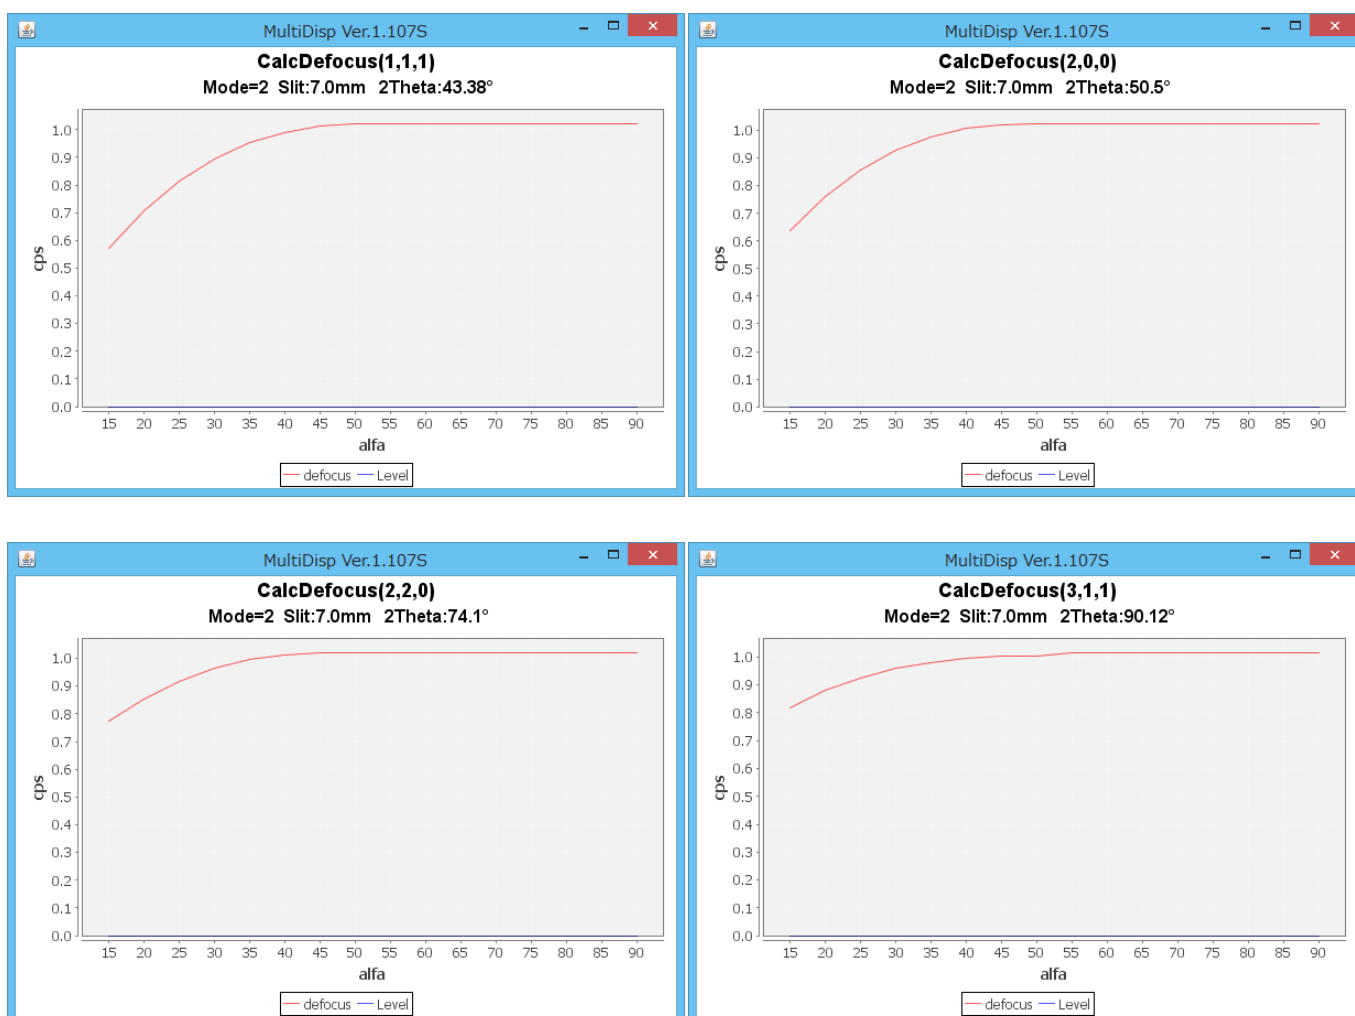 MultiDisp Ver.1.107S
CalcDefocus(1,1,1)
Mode=2 Slit:7.0mm 2Theta:43.38°
cps
1.0
0.9
0.8
0.7
0.6
0.5
0.4
0.3
0.2
0.1
0.0
15 20 25 30 35 40 45 50 55 60 65 70 75 80 85 90
alfa
defocus Level
MultiDisp Ver.1.107S
CalcDefocus(2,0,0)
Mode=2 Slit:7.0mm 2Theta:50.5°
cps
1.0
0.9
0.8
0.7
0.6
0.5
0.4
0.3
0.2
0.1
0.0
15 20 25 30 35 40 45 50 55 60 65 70 75 80 85 90
alfa
defocus Level
MultiDisp Ver.1.107S
CalcDefocus(2,2,0)
Mode=2 Slit:7.0mm 2Theta:74.1°
cps
1.0
0.9
0.8
0.7
0.6
0.5
0.4
0.3
0.2
0.1
0.0
15 20 25 30 35 40 45 50 55 60 65 70 75 80 85 90
alfa
defocus Level
MultiDisp Ver.1.107S
CalcDefocus(3,1,1)
Mode=2 Slit:7.0mm 2Theta:90.12°
cps
1.0
0.9
0.8
0.7
0.6
0.5
0.4
0.3
0.2
0.1
0.0
15 20 25 30 35 40 45 50 55 60 65 70 75 80 85 90
alfa
defocus Level